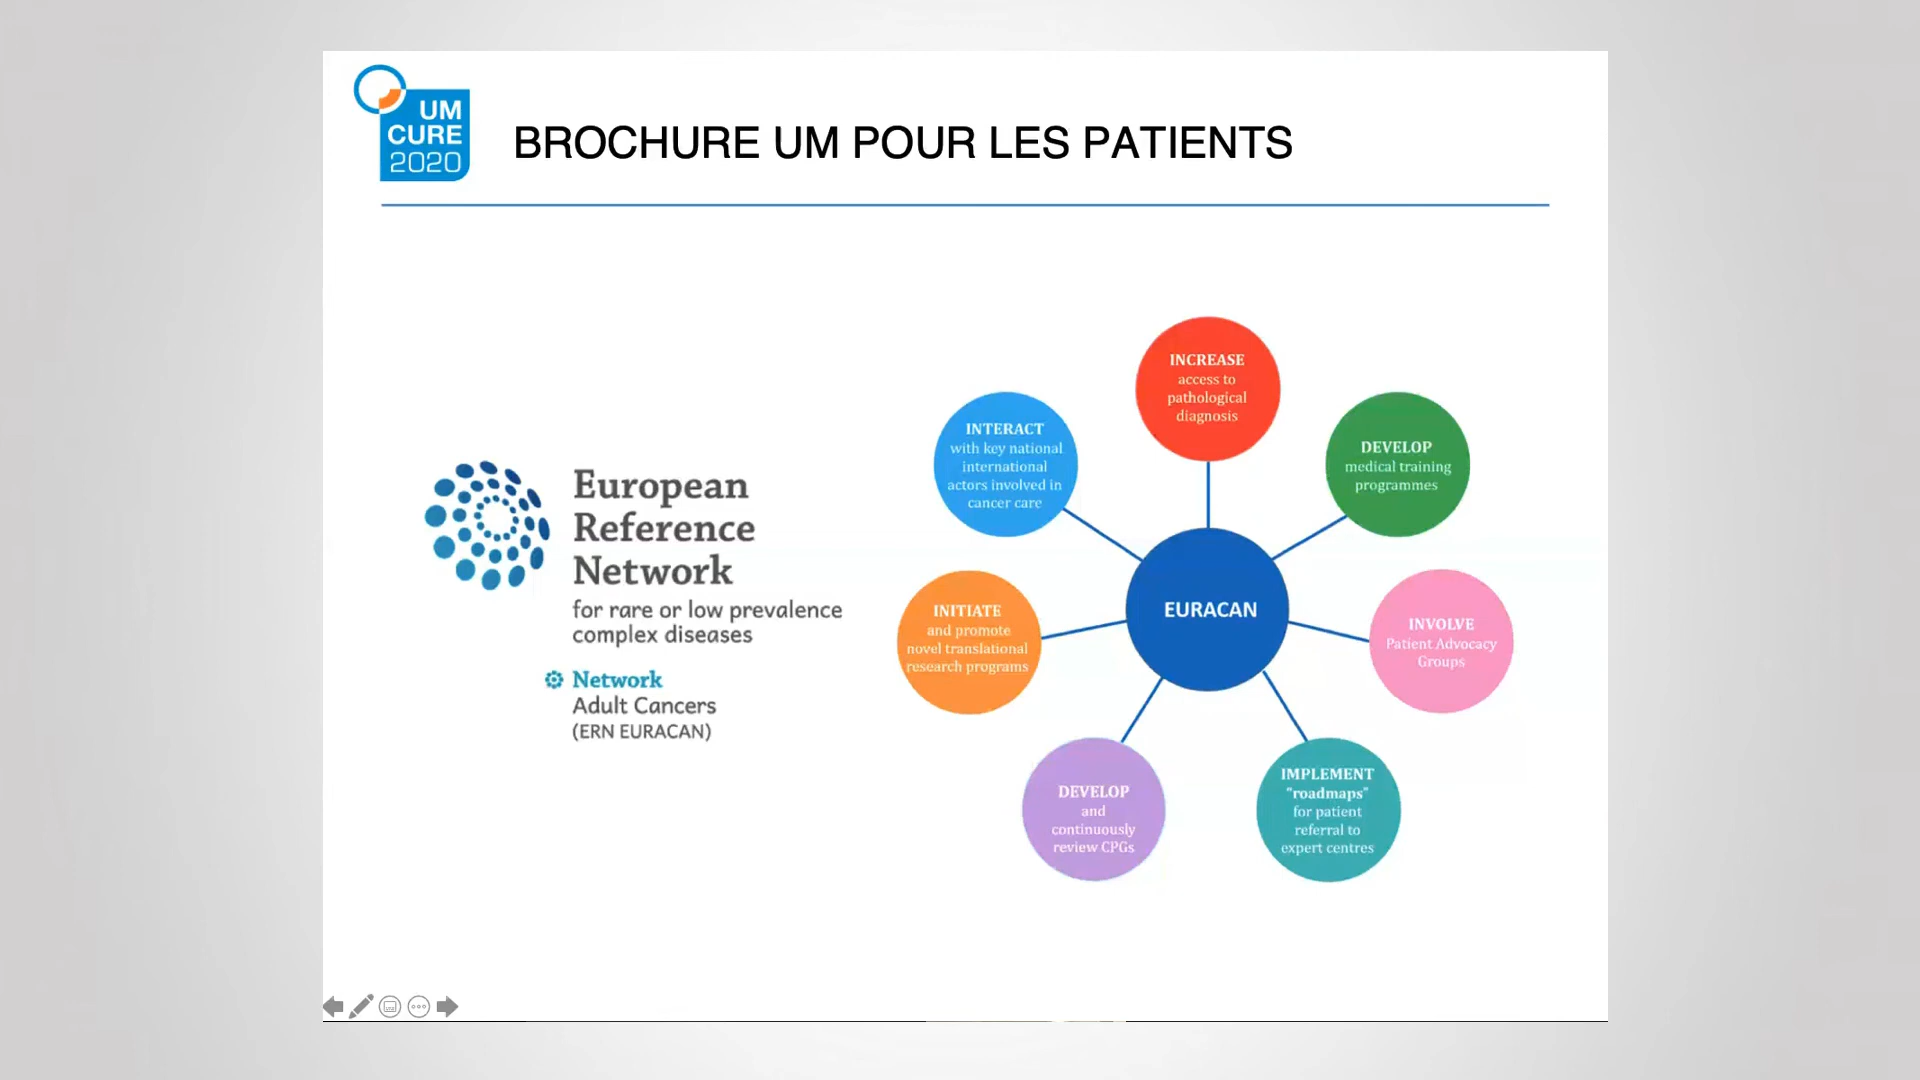 UM
CURE
2020
BROCHURE UM POUR LES PATIENTS
European
Reference
Network
for rare or low prevalence
complex diseases
Network
Adult Cancers
(ERN EURACAN)
INCREASE
access to
pathological
diagnosis
INTERACT
with key national
international
actors involved in
cancer care
DEVELOP
medical training
programmes
INITIATE
and promote
novel translational
research programs
EURACAN
INVOLVE
Patient Advocacy
Groups
DEVELOP
and
continuously
review CPGs
IMPLEMENT
"roadmaps"
for patient
referral to
expert centres